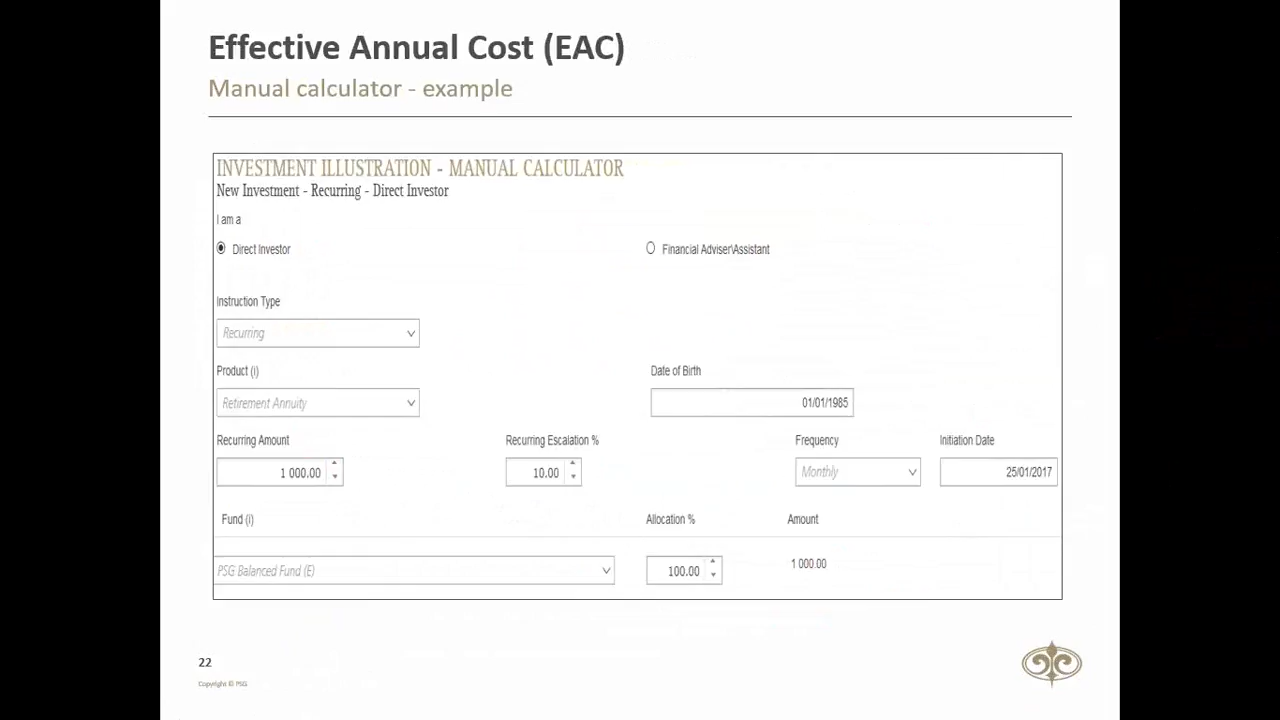 Effective Annual Cost (EAC)
Manual calculator - example
INVESTMENT ILLUSTRATION - MANUAL CALCULATOR
New Investment - Recurring - Direct Investor
I am a
Direct Investor Financial Adviser\Assistant
Instruction Type
Recurring
Product (i) Date of Birth
Retirement Annuity 01/01/1985
Recurring Amount Recurring Escalation % Frequency Initiation Date
1 000.00 10.00 Monthly 25/01/2017
Fund (i) Allocation % Amount
PSG Balanced Fund (E) 100.00 1 000.00
22
Copyright © PSG